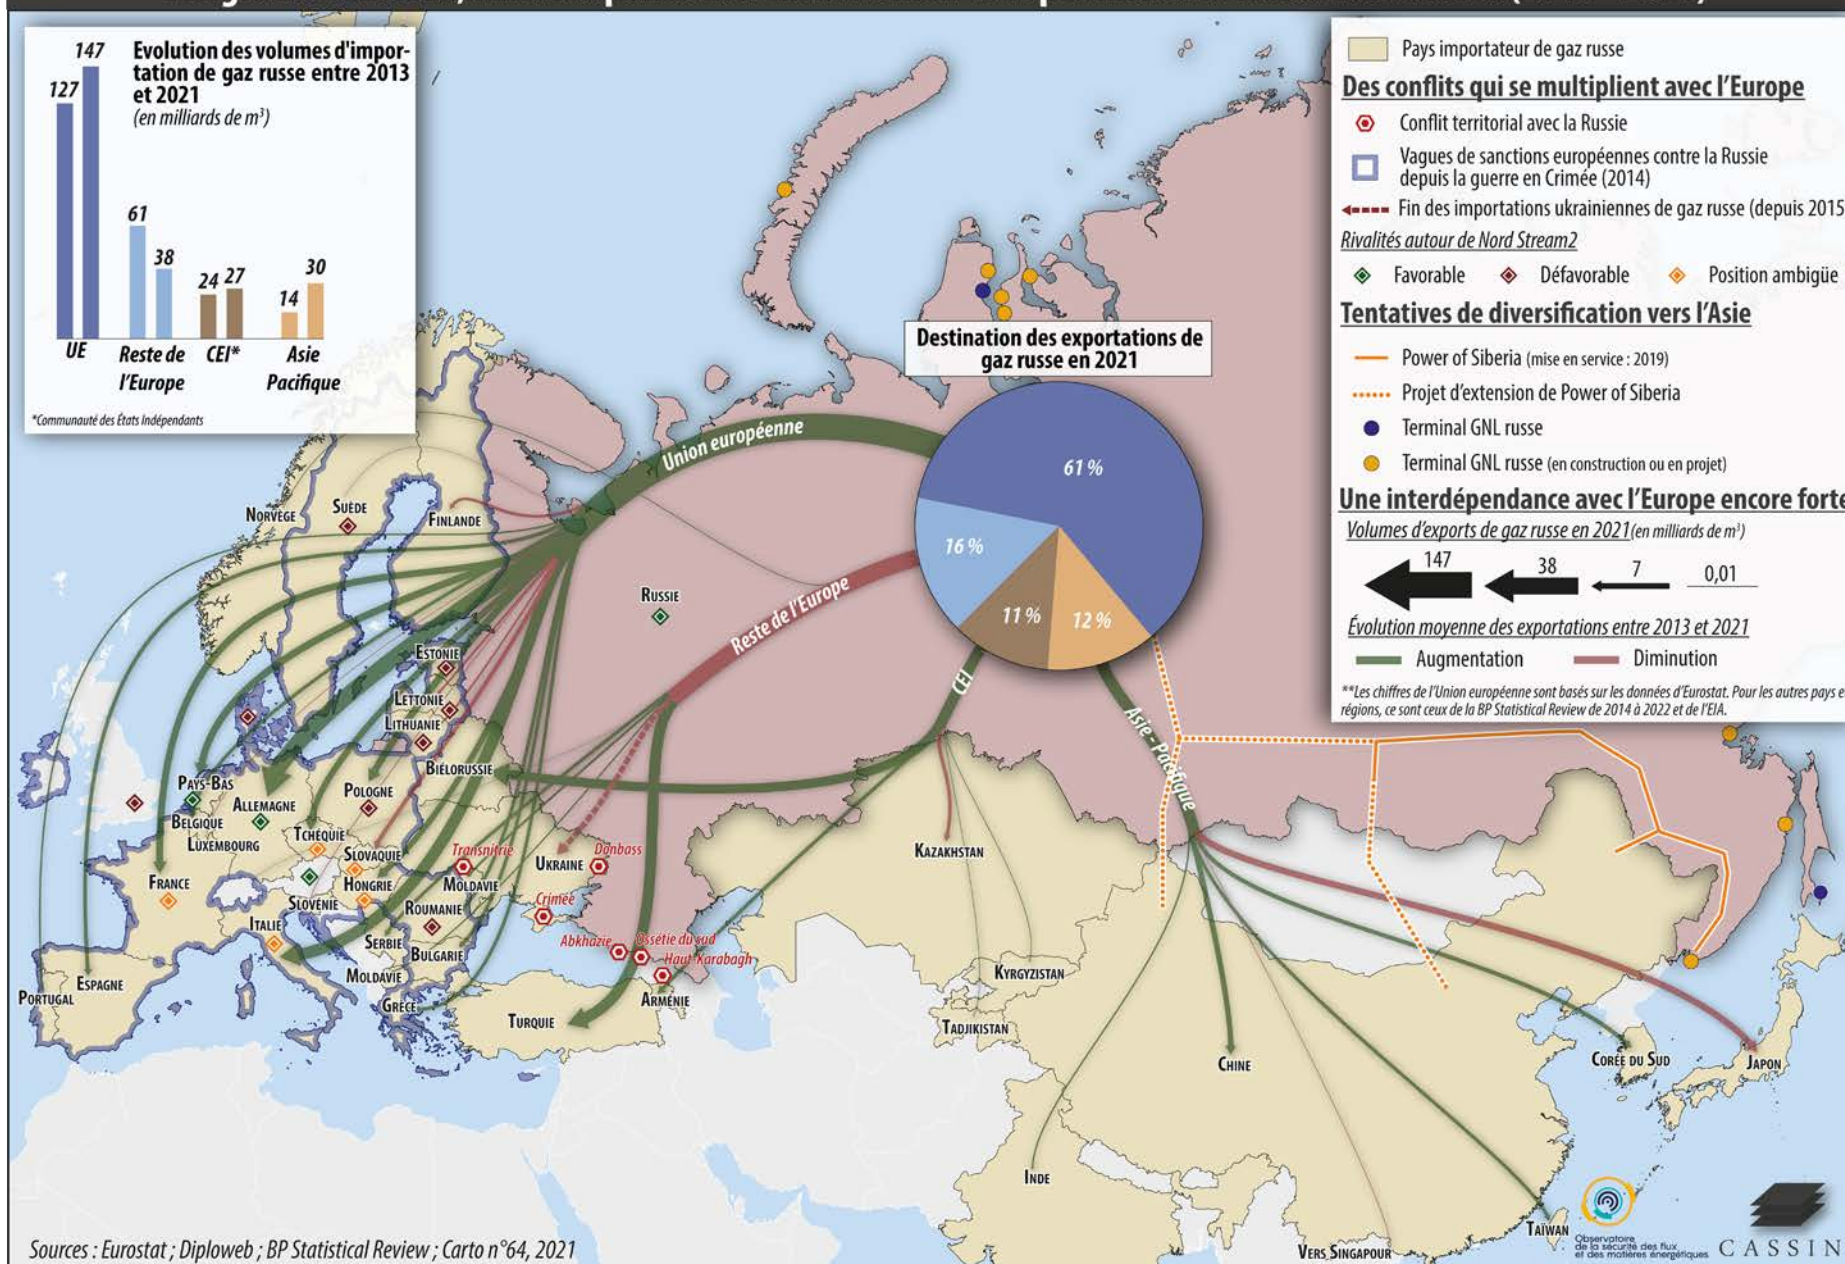 147
127
Evolution des volumes d'impor-
tation de gaz russe entre 2013
et 2021
(en milliards de m³)
61
38
24
27
14
30
UE
Reste de
l'Europe
CEI*
Asie
Pacifique
*Communauté des États Indépendants
Pays importateur de gaz russe
Des conflits qui se multiplient avec l'Europe
Conflit territorial avec la Russie
Vagues de sanctions européennes contre la Russie
depuis la guerre en Crimée (2014)
Fin des importations ukrainiennes de gaz russe (depuis 2015
Rivalités autour de Nord Stream2
Favorable
Défavorable
Position ambigüe
Tentatives de diversification vers l'Asie
Power of Siberia (mise en service : 2019)
Projet d'extension de Power of Siberia
Terminal GNL russe
Terminal GNL russe (en construction ou en projet)
Une interdépendance avec l'Europe encore forte
Volumes d'exports de gaz russe en 2021 (en milliards de m³)
147
38
7
0,01
Évolution moyenne des exportations entre 2013 et 2021
Augmentation
Diminution
**Les chiffres de l'Union européenne sont basés sur les données d'Eurostat. Pour les autres pays e
régions, ce sont ceux de la BP Statistical Review de 2014 à 2022 et de l'EIA.
Destination des exportations de
gaz russe en 2021
61 %
16 %
11 %
12 %
Union européenne
Reste de l'Europe
CEI
Asie - Pacifique
NORVÈGE
SUÈDE
FINLANDE
RUSSIE
ESTONIE
LETTONIE
LITHUANIE
BIÉLORUSSIE
PAYS-BAS
ALLEMAGNE
POLOGNE
BELGIQUE
LUXEMBOURG
TCHÉQUIE
SLOVAQUIE
Transnitrie
UKRAINE
Donbass
KAZAKHSTAN
FRANCE
HONGRIE
MOLDAVIE
SLOVÉNIE
ROUMANIE
Crimée
ITALIE
SERBIE
BULGARIE
Abkhazie
Ossétie du sud
Haut-Karabagh
MOLDAVIE
ESPAGNE
PORTUGAL
GRÈCE
TURQUIE
ARMÉNIE
KYRGYZISTAN
TADJIKISTAN
CHINE
CORÉE DU SUD
JAPON
INDE
TAÏWAN
VERS SINGAPOUR
Sources : Eurostat ; Diploweb ; BP Statistical Review ; Carto n°64, 2021
Observatoire
de la sécurité des flux
et des matières énergétiques
CASSIN